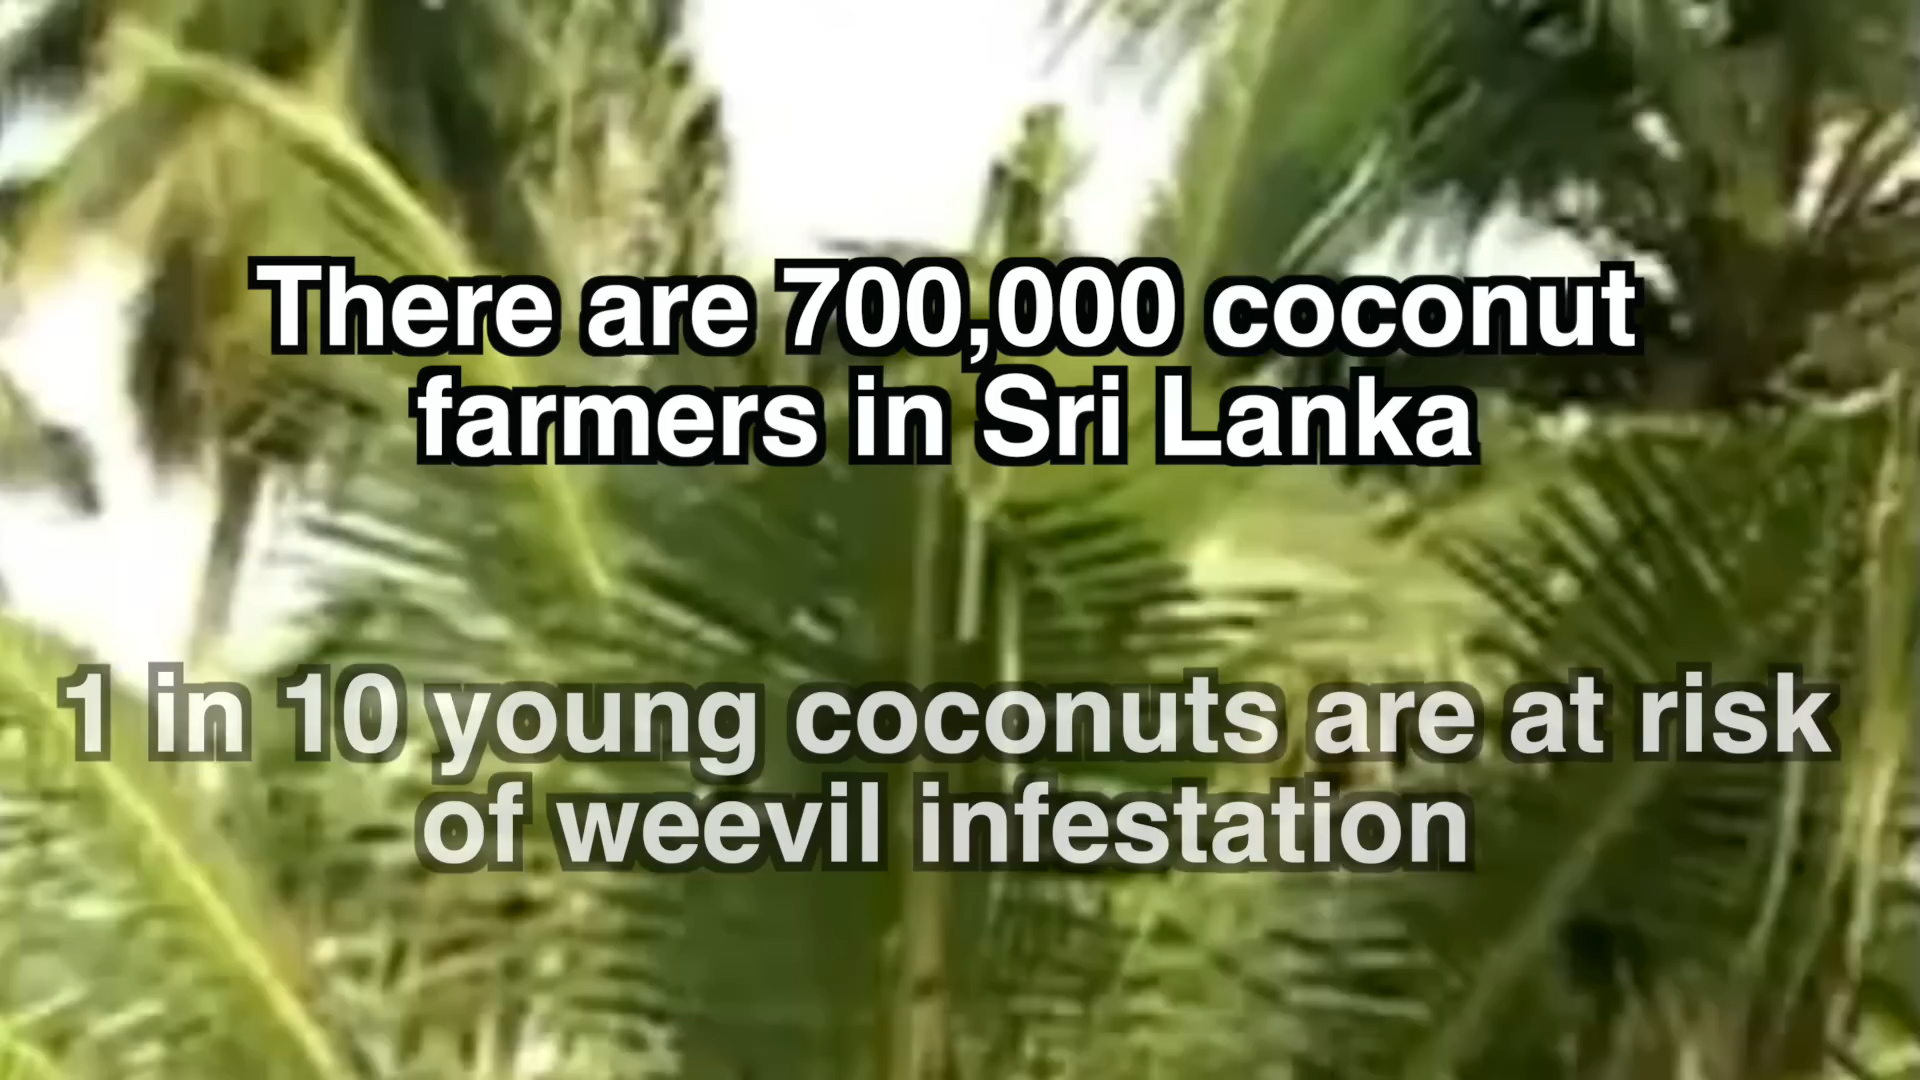 There are 700,000 coconut
farmers in Sri Lanka
1 in 10 young coconuts are at risk
of weevil infestation